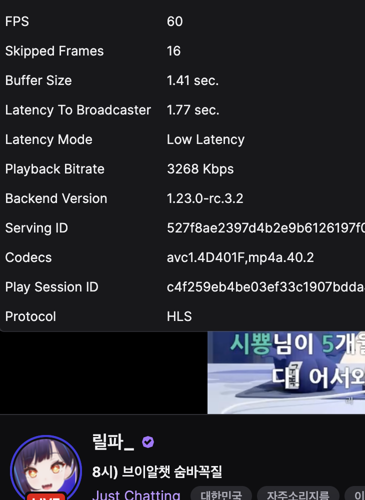 FPS 60
Skipped Frames 16
Buffer Size 1.41 sec.
Latency To Broadcaster 1.77 sec.
Latency Mode Low Latency
Playback Bitrate 3268 Kbps
Backend Version 1.23.0-rc.3.2
Serving ID 527f8ae2397d4b2e9b6126197f0
Codecs avc1.4D401F,mp4a.40.2
Play Session ID c4f259eb4be03ef33c1907bdda
Protocol HLS
시뿅님이 5개월
어서와
릴파_
8시) 브이알챗 숨바꼭질
LIVE
Just Chatting 대한민국 자주소리지름 이